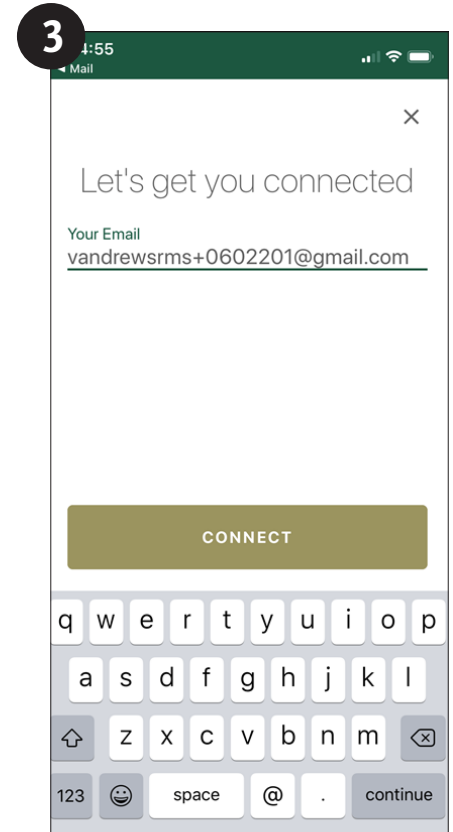 3
4:55
Mail
Let's get you connected
Your Email
vandrewsrms+0602201@gmail.com
CONNECT
q w e r t y u i o p
a s d f g h j k l
z x c v b n m
123 space @ . continue